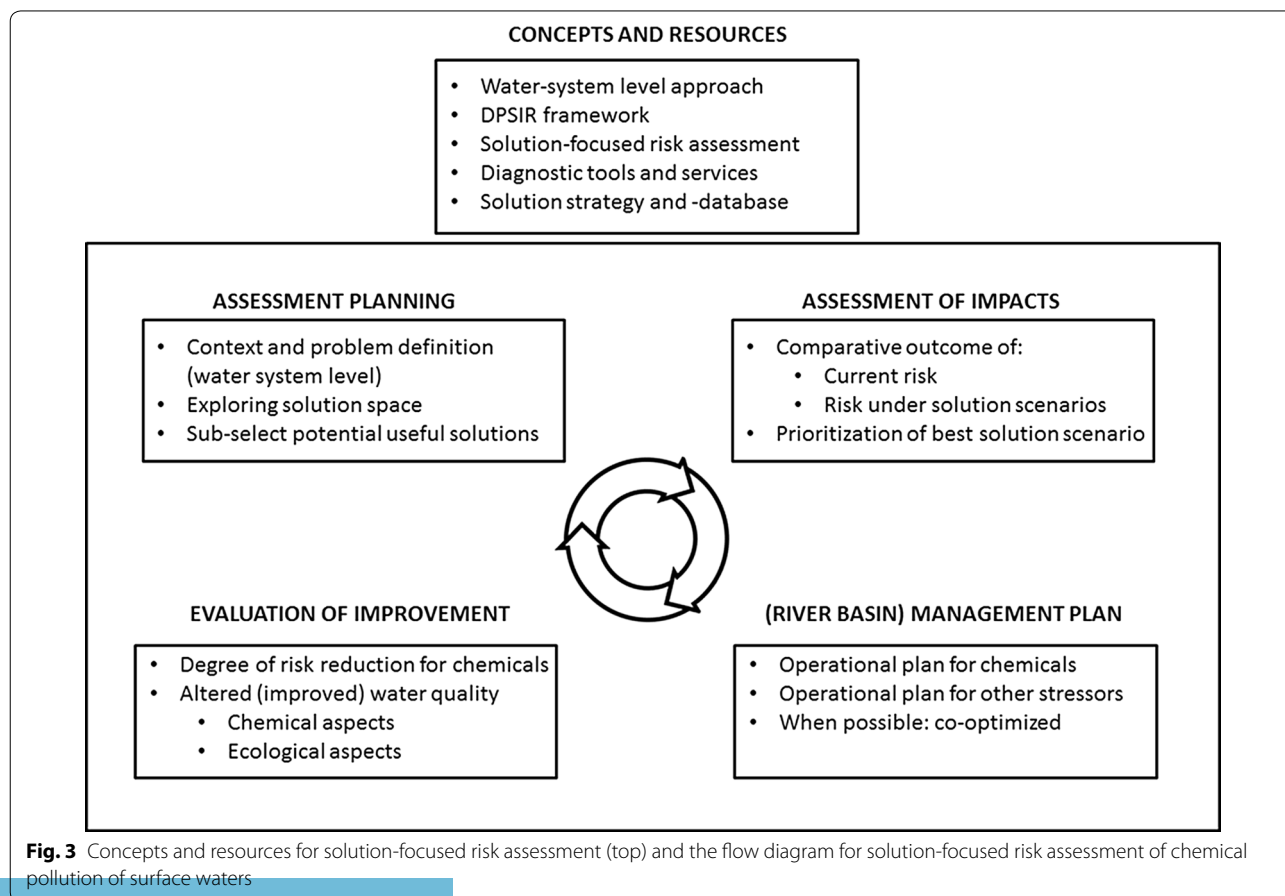 CONCEPTS AND RESOURCES
• Water-system level approach
• DPSIR framework
• Solution-focused risk assessment
• Diagnostic tools and services
• Solution strategy and -database
ASSESSMENT PLANNING
• Context and problem definition
(water system level)
• Exploring solution space
• Sub-select potential useful solutions
ASSESSMENT OF IMPACTS
• Comparative outcome of:
• Current risk
• Risk under solution scenarios
• Prioritization of best solution scenario
EVALUATION OF IMPROVEMENT
• Degree of risk reduction for chemicals
• Altered (improved) water quality
• Chemical aspects
• Ecological aspects
(RIVER BASIN) MANAGEMENT PLAN
• Operational plan for chemicals
• Operational plan for other stressors
• When possible: co-optimized
Fig. 3 Concepts and resources for solution-focused risk assessment (top) and the flow diagram for solution-focused risk assessment of chemical
pollution of surface waters